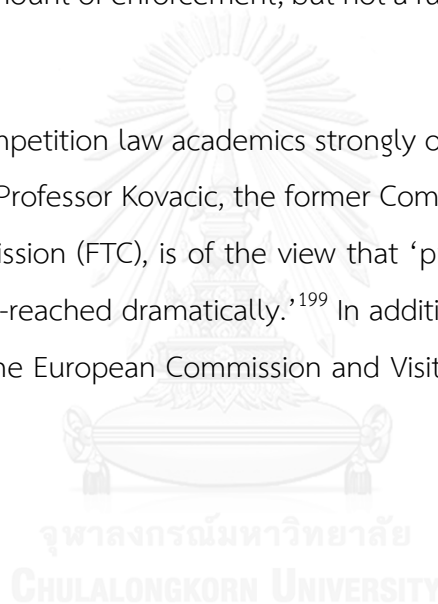 ount of enforcement, but not a
mpetition law academics strongly
Professor Kovacic, the former Com
ission (FTC), is of the view that ‘p
-reached dramatically.’199 In additi
he European Commission and Visit
จุฬาลงกรณ์มหาวิทยาลัย
CHULALONGKORN UNIVERSITY